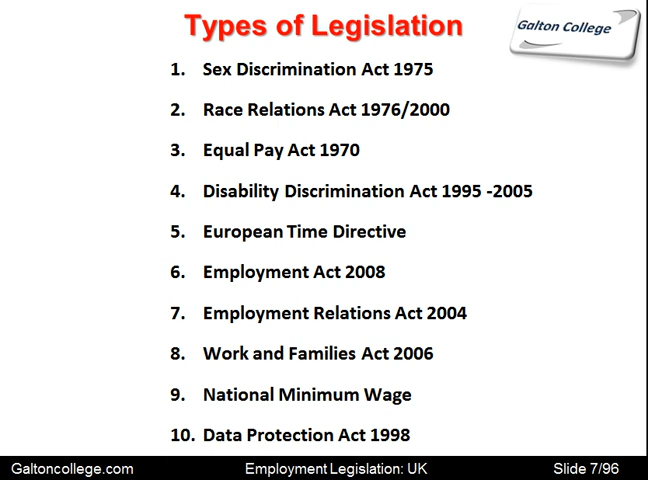 Types of Legislation
Galton College
1. Sex Discrimination Act 1975
2. Race Relations Act 1976/2000
3. Equal Pay Act 1970
4. Disability Discrimination Act 1995 -2005
5. European Time Directive
6. Employment Act 2008
7. Employment Relations Act 2004
8. Work and Families Act 2006
9. National Minimum Wage
10. Data Protection Act 1998
Galtoncollege.com Employment Legislation: UK Slide 7/96